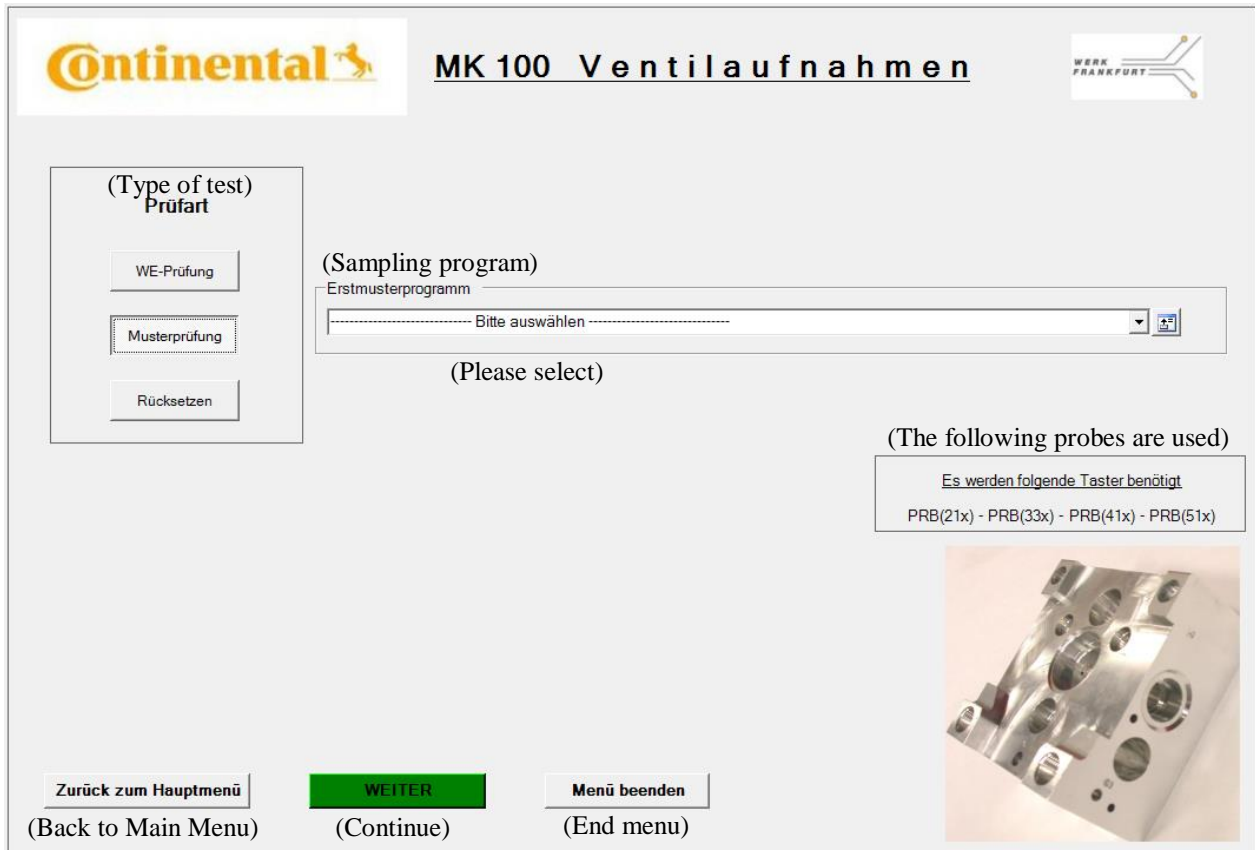 Continental
MK 100 Ventilaufnahmen
WERK
FRANKFURT
(Type of test)
Prüfart
WE-Prüfung
Musterprüfung
Rücksetzen
(Sampling program)
Erstmusterprogramm
----------------------------- Bitte auswählen -----------------------------
(Please select)
(The following probes are used)
Es werden folgende Taster benötigt
PRB(21x) - PRB(33x) - PRB(41x) - PRB(51x)
Zurück zum Hauptmenü
WEITER
Menü beenden
(Back to Main Menu)
(Continue)
(End menu)